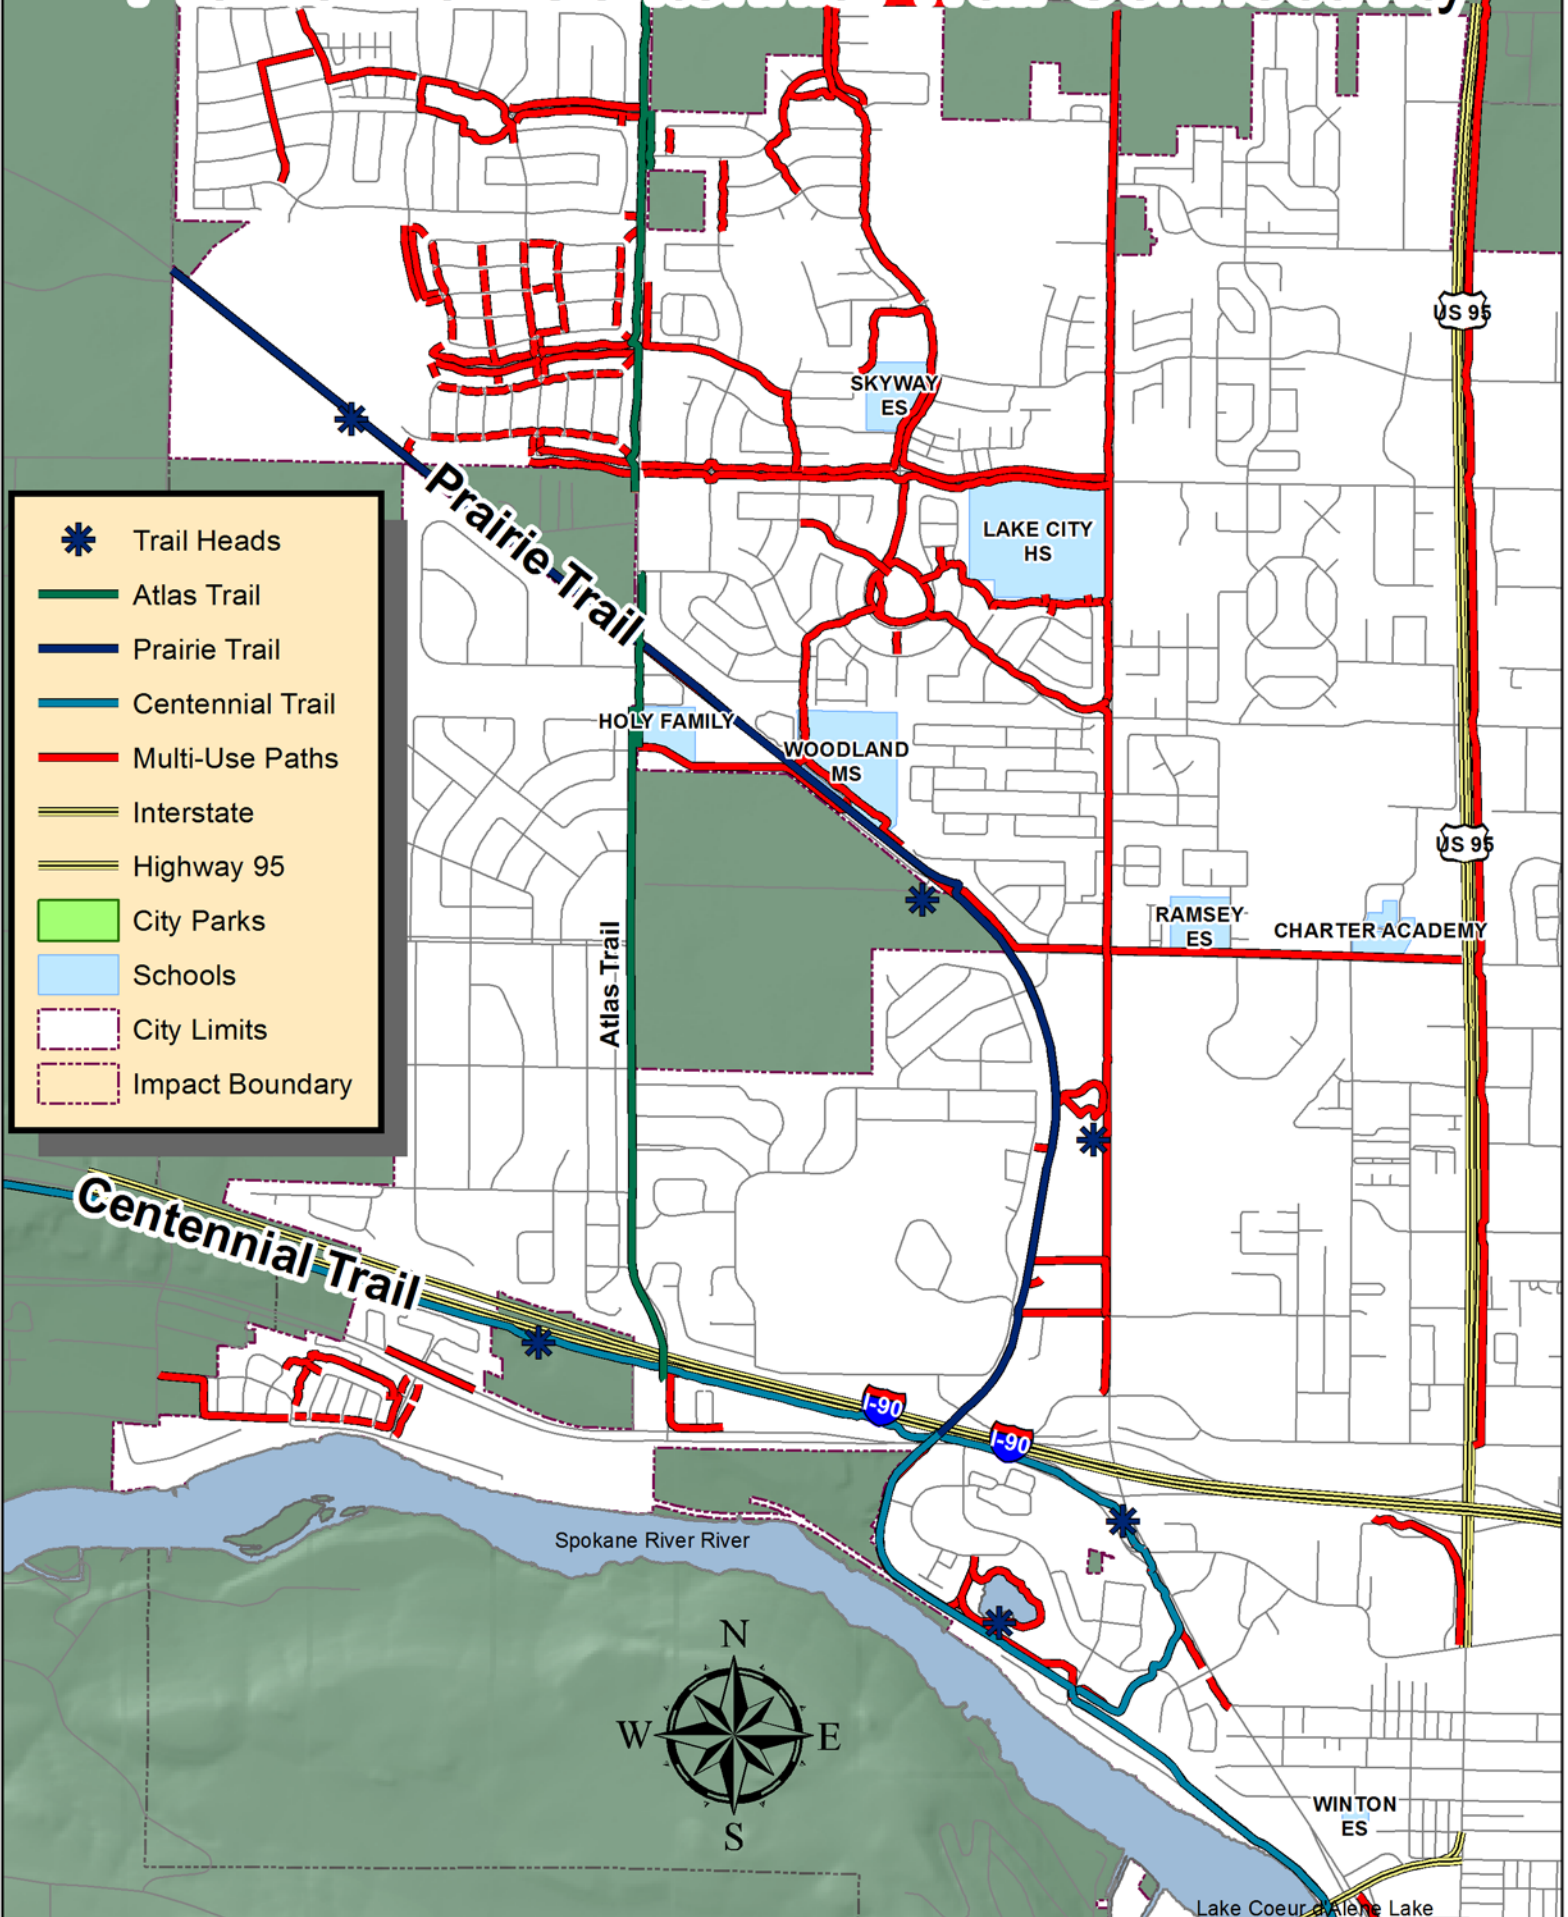 US 95
SKYWAY
ES
Prairie Trail
LAKE CITY
HS
Trail Heads
Atlas Trail
Prairie Trail
Centennial Trail
Multi-Use Paths
Interstate
Highway 95
City Parks
Schools
City Limits
Impact Boundary
HOLY FAMILY
WOODLAND
MS
US 95
RAMSEY
ES
CHARTER ACADEMY
Atlas Trail
Centennial Trail
I-90
I-90
Spokane River River
N
W
E
S
WINTON
ES
Lake Coeur d'Alene Lake